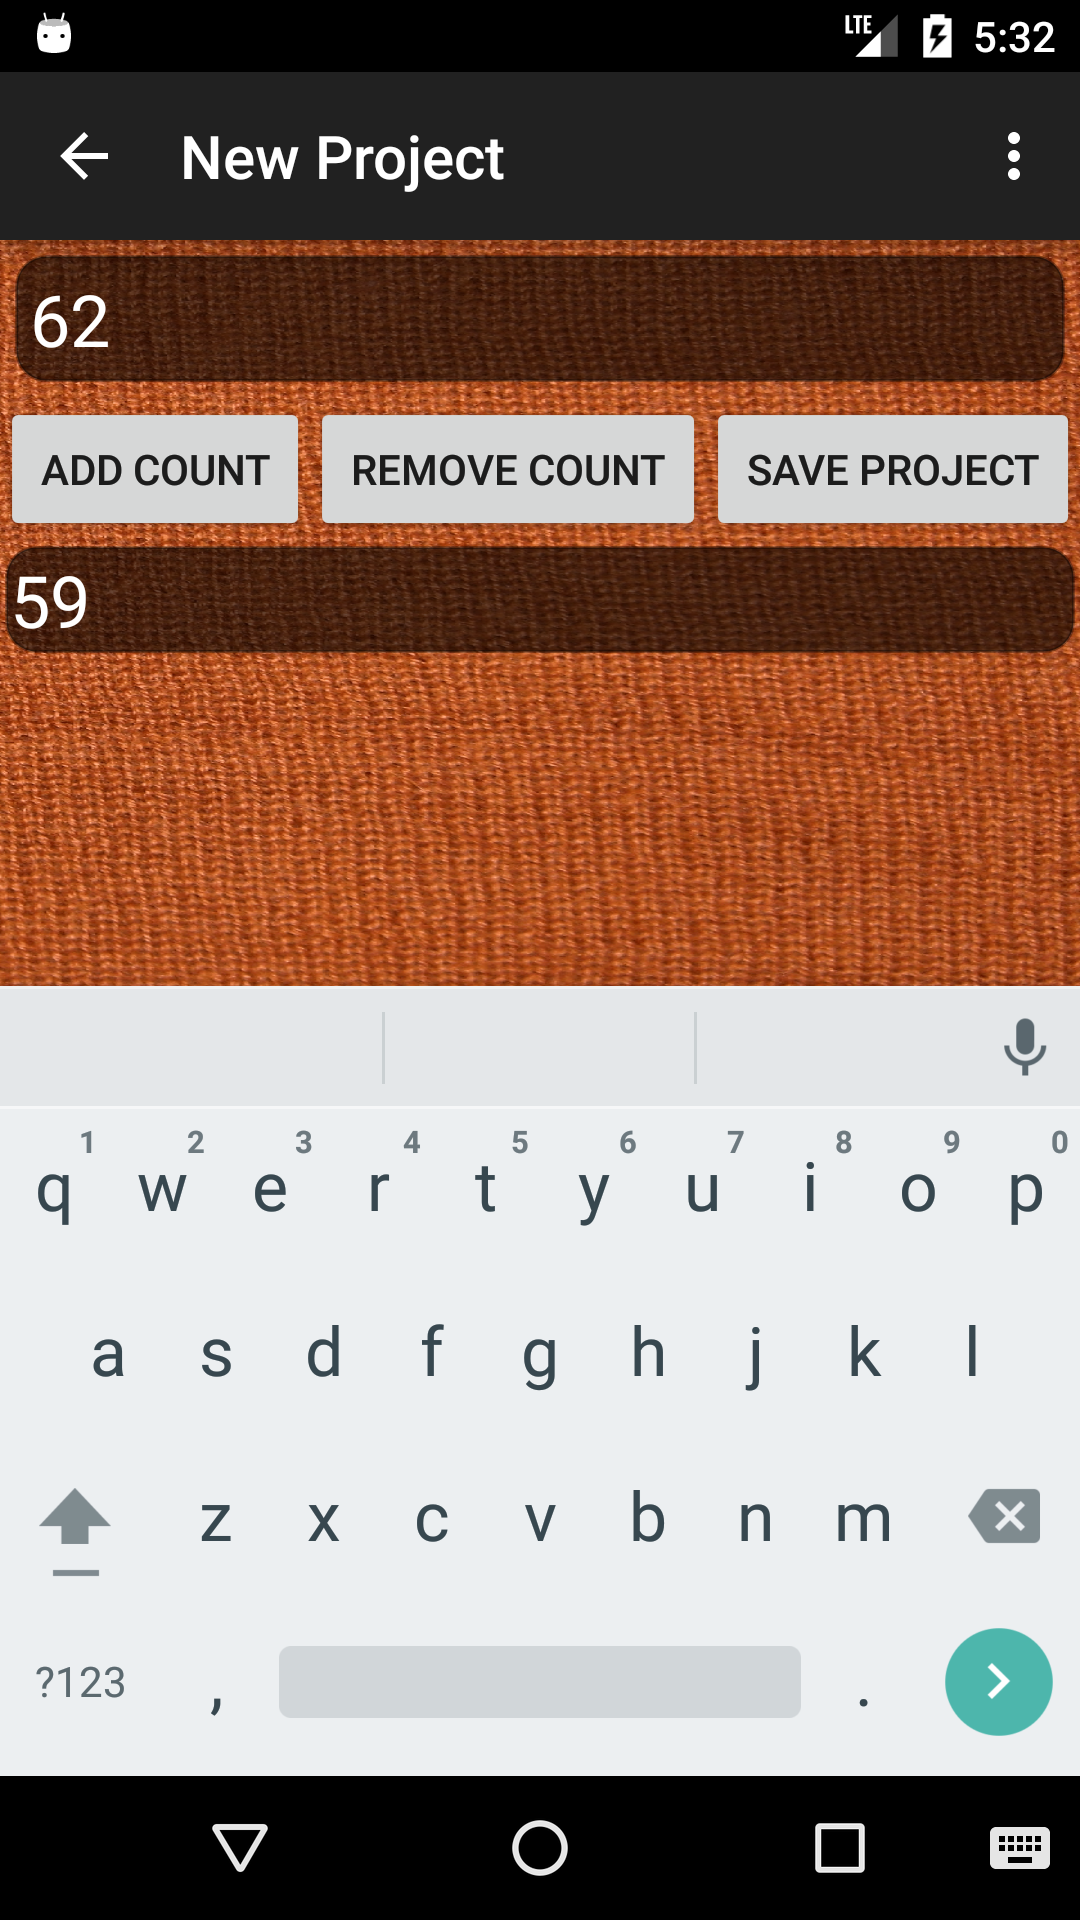 LTE 5:32
New Project
62
ADD COUNT REMOVE COUNT SAVE PROJECT
59
1 2 3 4 5 6 7 8 9 0
q w e r t y u i o p
a s d f g h j k l
z x c v b n m
?123 , .